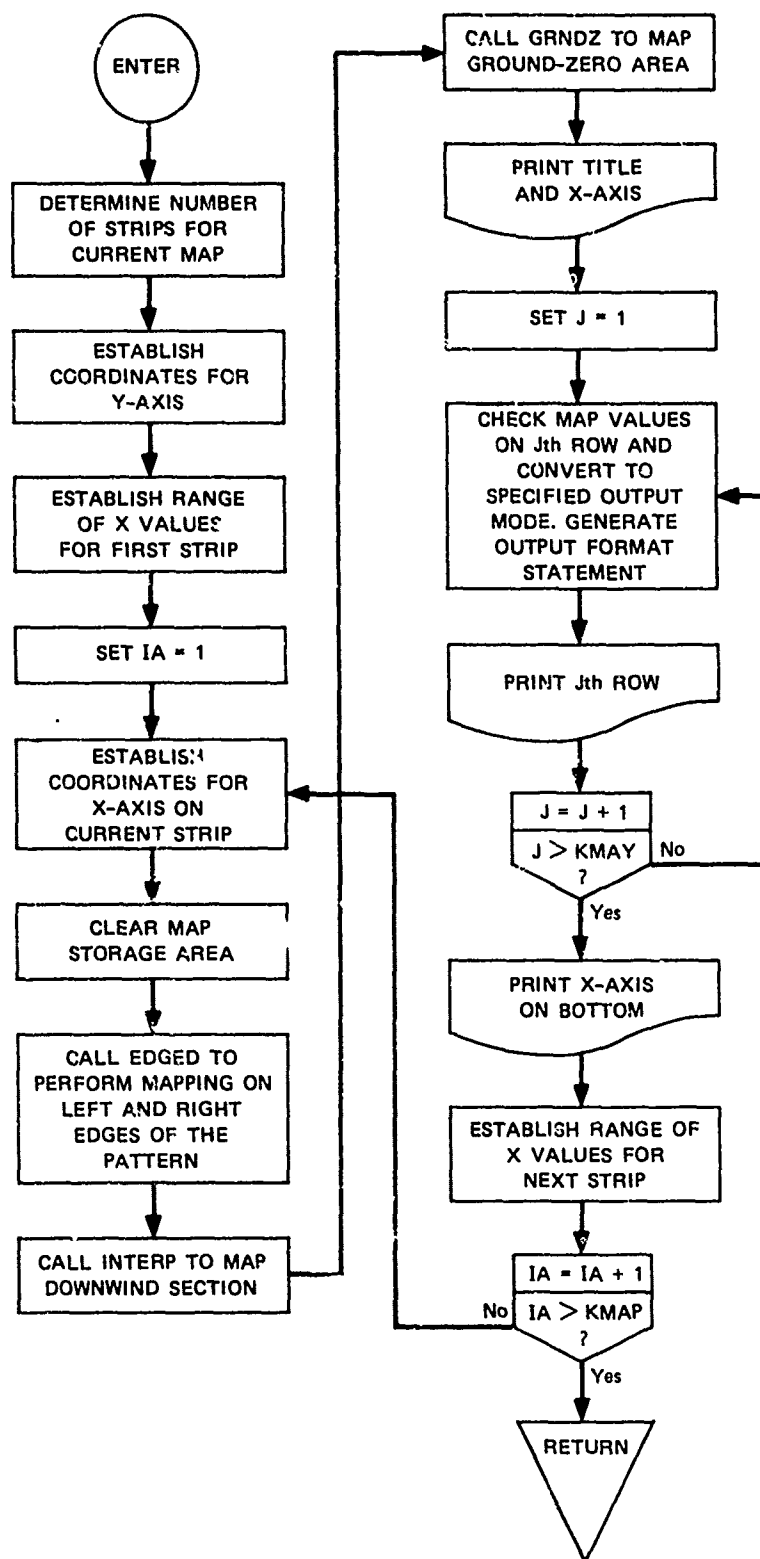 ENTER
DETERMINE NUMBER
OF STRIPS FOR
CURRENT MAP
ESTABLISH
COORDINATES FOR
Y-AXIS
ESTABLISH RANGE
OF X VALUES
FOR FIRST STRIP
SET IA = 1
ESTABLISH
COORDINATES FOR
X-AXIS ON
CURRENT STRIP
CLEAR MAP
STORAGE AREA
CALL EDGED TO
PERFORM MAPPING ON
LEFT AND RIGHT
EDGES OF THE
PATTERN
CALL INTERP TO MAP
DOWNWIND SECTION
CALL GRNDZ TO MAP
GROUND-ZERO AREA
PRINT TITLE
AND X-AXIS
SET J = 1
CHECK MAP VALUES
ON Jth ROW AND
CONVERT TO
SPECIFIED OUTPUT
MODE. GENERATE
OUTPUT FORMAT
STATEMENT
PRINT Jth ROW
J = J + 1
J > KMAY
?
No
Yes
PRINT X-AXIS
ON BOTTOM
ESTABLISH RANGE OF
X VALUES FOR
NEXT STRIP
IA = IA + 1
IA > KMAP
?
No
Yes
RETURN